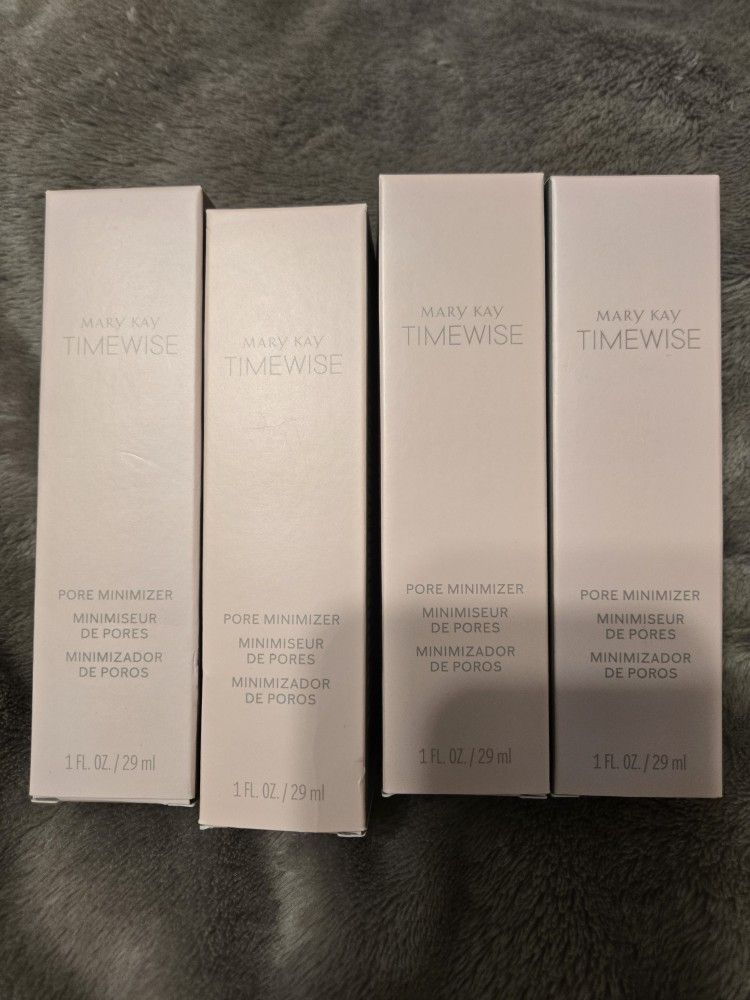 MARY KAY
TIMEWISE
PORE MINIMIZER
MINIMISEUR
DE PORES
MINIMIZADOR
DE POROS
1 FL. OZ. / 29 ml
MARY KAY
TIMEWISE
PORE MINIMIZER
MINIMISEUR
DE PORES
MINIMIZADOR
DE POROS
1 FL. OZ. / 29 ml
MARY KAY
TIMEWISE
PORE MINIMIZER
MINIMISEUR
DE PORES
MINIMIZADOR
DE POROS
1 FL. OZ. / 29 ml
MARY KAY
TIMEWISE
PORE MINIMIZER
MINIMISEUR
DE PORES
MINIMIZADOR
DE POROS
1 FL. OZ. / 29 ml